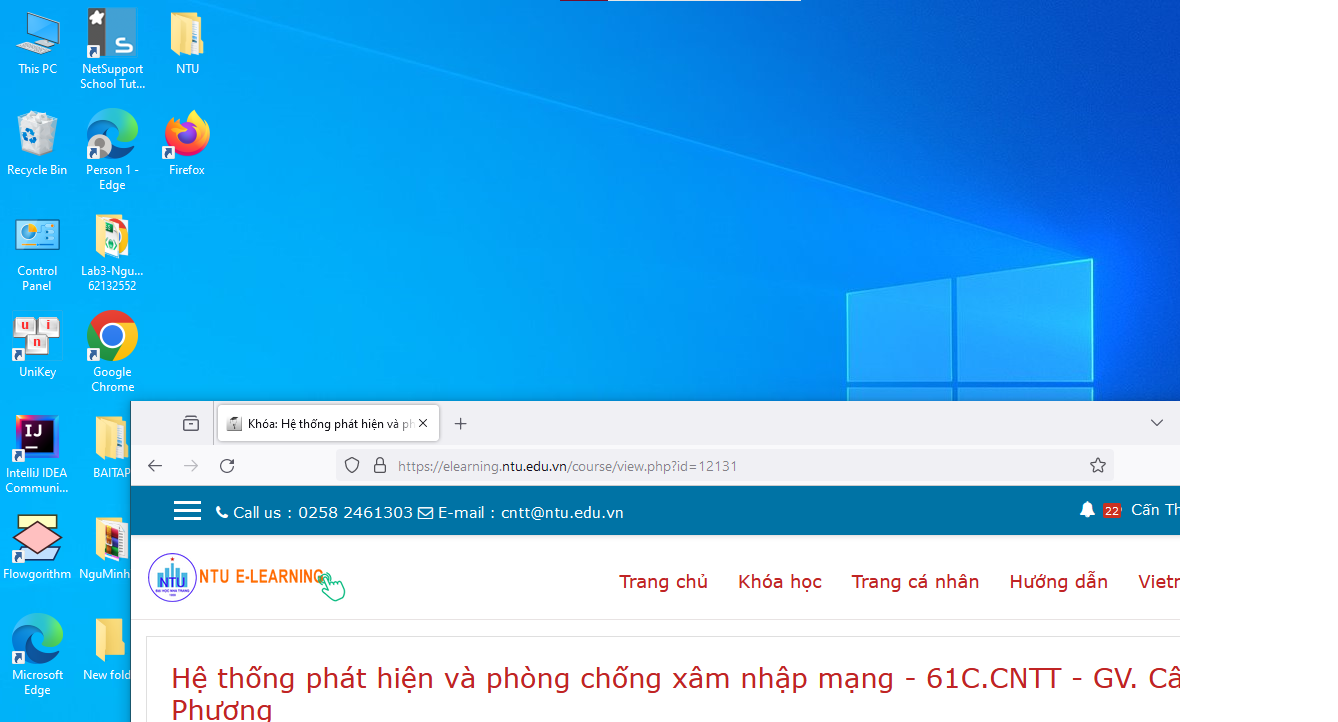 This PC
NetSupport
School Tut...
NTU
Recycle Bin
Person 1 -
Edge
Firefox
Control
Panel
Lab3-Ngu...
62132552
UniKey
Google
Chrome
IntelliJ IDEA
Communi...
BAITAP
Flowgorithm
NguMinh
Microsoft
Edge
New fold
Khóa: Hệ thống phát hiện và ph
https://elearning.ntu.edu.vn/course/view.php?id=12131
Call us : 0258 2461303 E-mail : cntt@ntu.edu.vn
22 Cấn Th
NTU NTU E-LEARNING
Trang chủ Khóa học Trang cá nhân Hướng dẫn Vietn
Hệ thống phát hiện và phòng chống xâm nhập mạng - 61C.CNTT - GV. Cấ
Phương